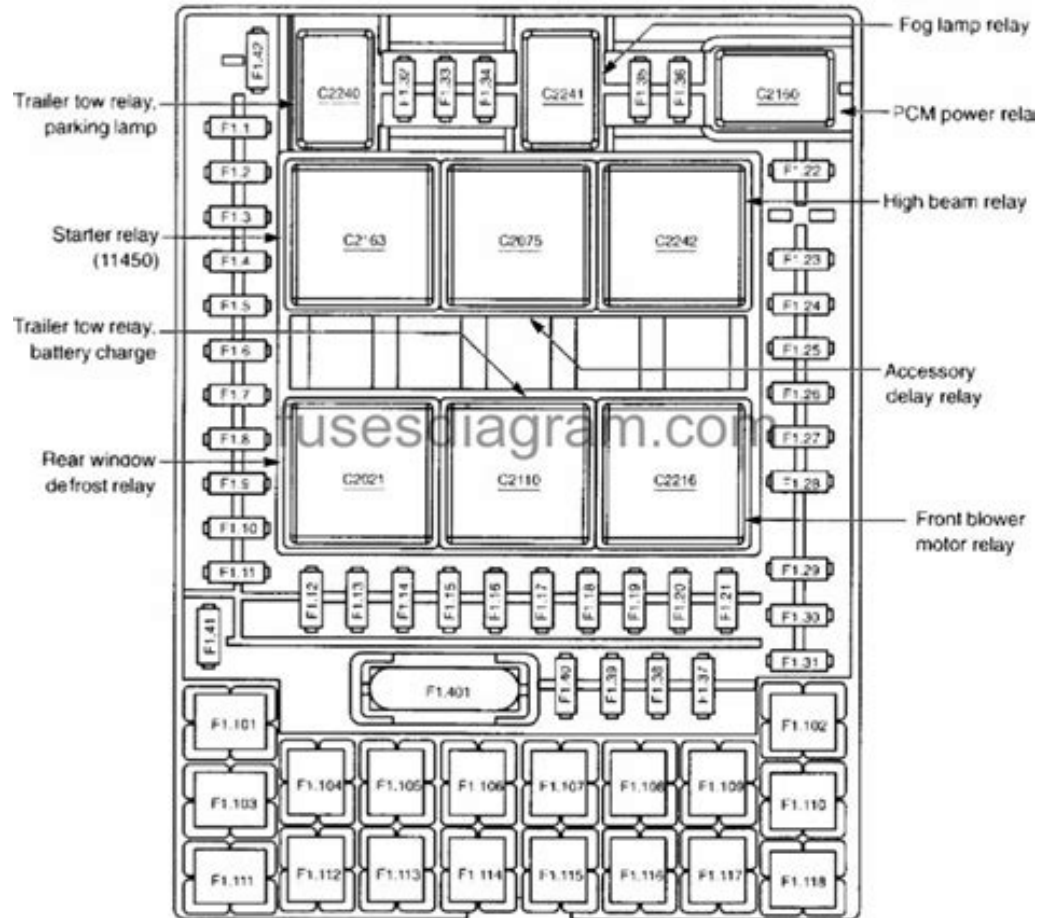 Fog lamp relay
F1.42
C2240
F1.32
F1.33
F1.34
C2241
F1.35
F1.36
C2160
Trailer tow relay,
parking lamp
PCM power rela
F1.1
F1.2
F1.22
F1.3
High beam relay
Starter relay
(11450)
C2163
C2075
C2242
F1.4
F1.23
F1.5
F1.24
Trailer tow relay,
battery charge
F1.6
F1.25
Accessory
delay relay
F1.7
F1.26
fusesdiagram.com
F1.8
F1.27
Rear window
defrost relay
C2021
C2110
C2216
F1.9
F1.28
F1.10
Front blower
motor relay
F1.11
F1.29
F1.12
F1.13
F1.14
F1.15
F1.16
F1.17
F1.18
F1.19
F1.20
F1.21
F1.30
F1.41
F1.31
F1.401
F1.40
F1.39
F1.38
F1.37
F1.101
F1.102
F1.104
F1.105
F1.106
F1.107
F1.108
F1.109
F1.103
F1.110
F1.111
F1.112
F1.113
F1.114
F1.115
F1.116
F1.117
F1.118